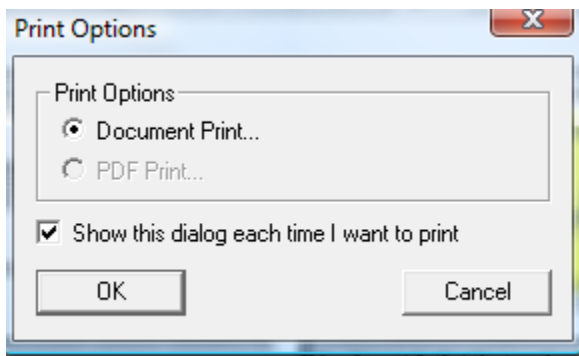 Print Options
Print Options
Document Print...
PDF Print...
Show this dialog each time I want to print
OK Cancel